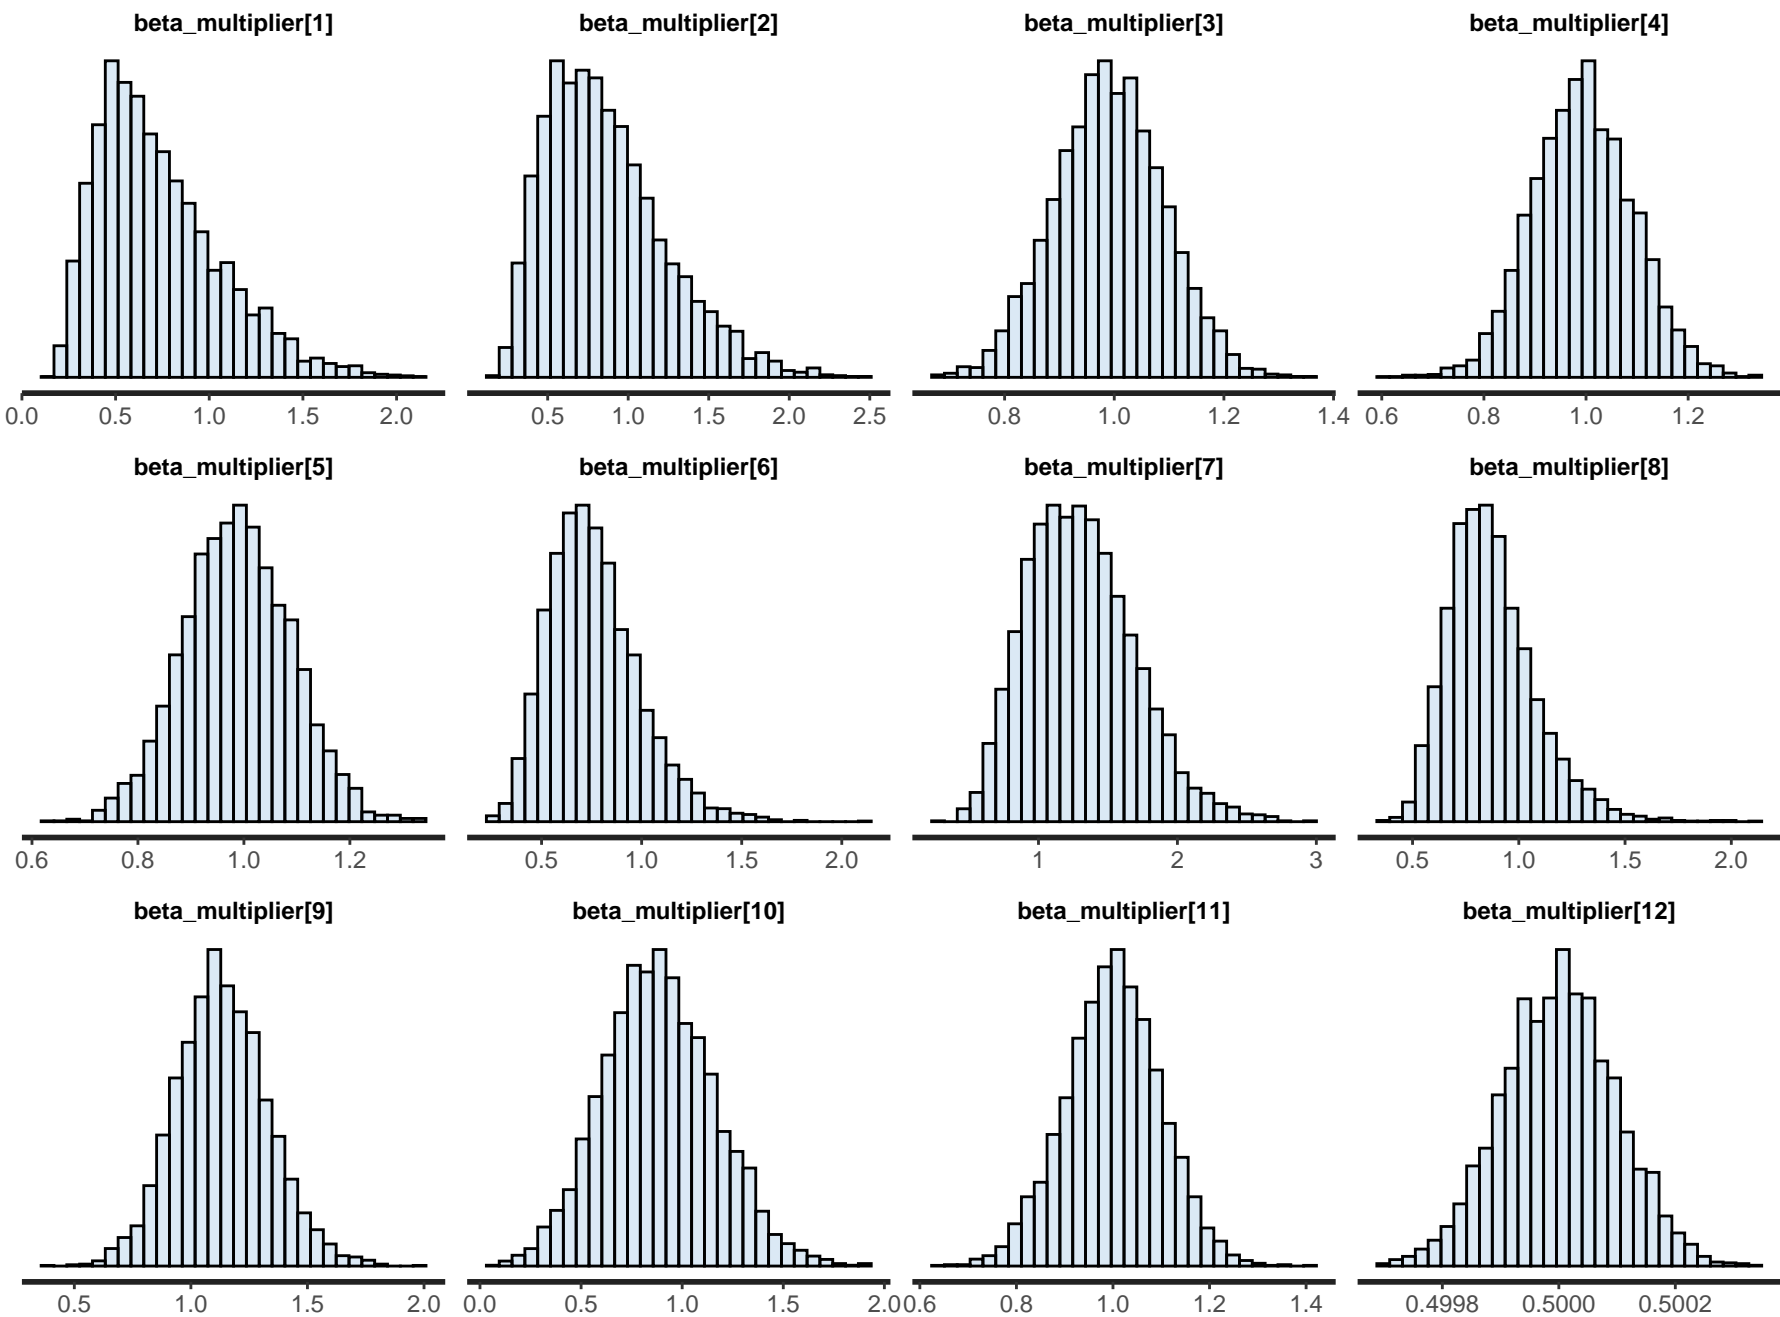 beta_multiplier[1] beta_multiplier[2] beta_multiplier[3] beta_multiplier[4]
0.0 0.5 1.0 1.5 2.0 0.5 1.0 1.5 2.0 2.5 0.8 1.0 1.2 1.4 0.6 0.8 1.0 1.2
beta_multiplier[5] beta_multiplier[6] beta_multiplier[7] beta_multiplier[8]
0.6 0.8 1.0 1.2 0.5 1.0 1.5 2.0 1 2 3 0.5 1.0 1.5 2.0
beta_multiplier[9] beta_multiplier[10] beta_multiplier[11] beta_multiplier[12]
0.5 1.0 1.5 2.0 0.0 0.5 1.0 1.5 2.0 0.6 0.8 1.0 1.2 1.4 0.4998 0.5000 0.5002